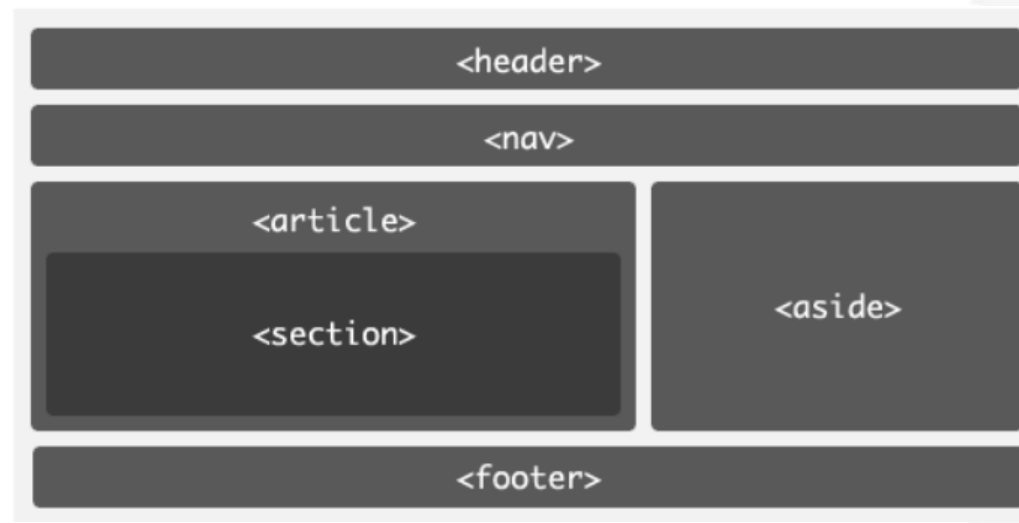 <header>
<nav>
<article>
<section>
<aside>
<footer>